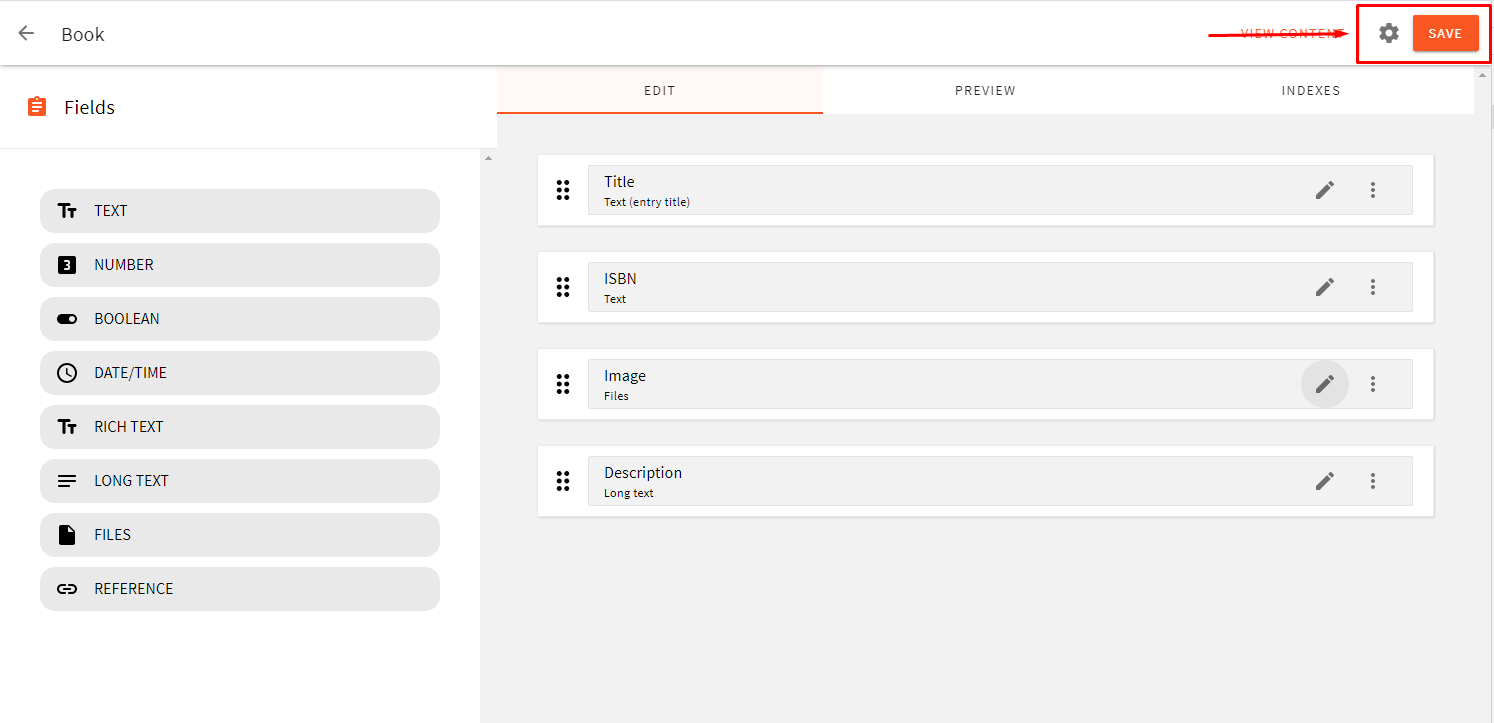 Book
VIEW CONTENT
SAVE
Fields
EDIT
PREVIEW
INDEXES
TEXT
NUMBER
BOOLEAN
DATE/TIME
RICH TEXT
LONG TEXT
FILES
REFERENCE
Title
Text (entry title)
ISBN
Text
Image
Files
Description
Long text